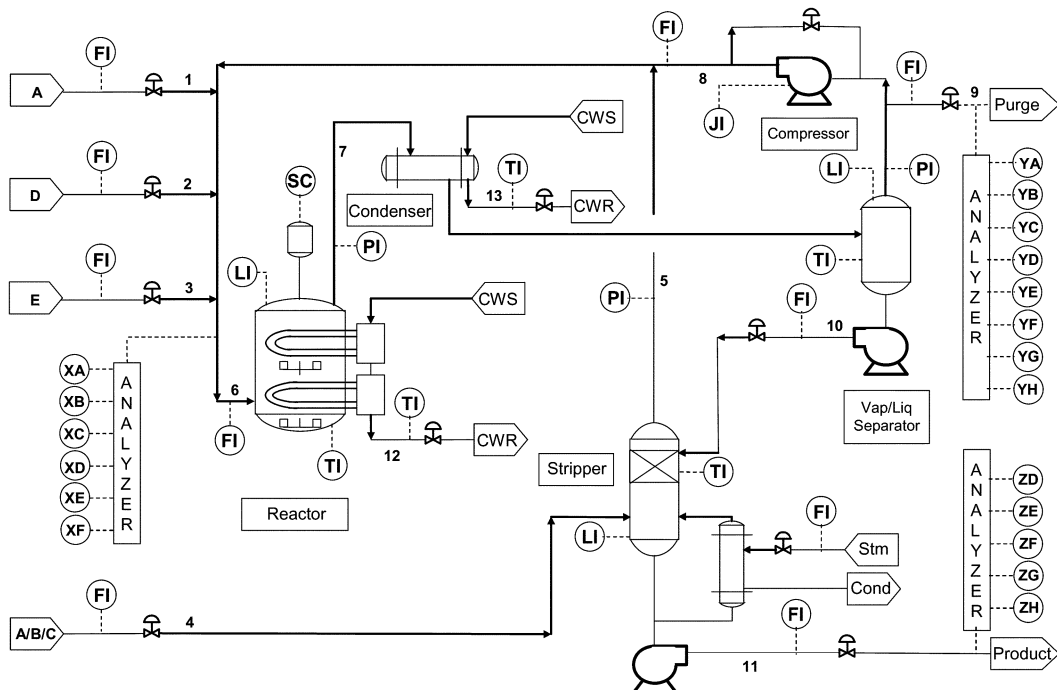 FI
8
FI
9
Purge
FI
A
1
JI
Compressor
CWS
7
LI
PI
YA
YB
YC
YD
YE
YF
YG
YH
ANALYZER
FI
D
2
SC
TI
13
CWR
Condenser
PI
TI
FI
E
3
LI
CWS
PI
5
FI
10
Vap/Liq
Separator
XA
XB
XC
XD
XE
XF
ANALYZER
6
FI
TI
12
CWR
TI
Reactor
Stripper
TI
LI
FI
Stm
Cond
ZD
ZE
ZF
ZG
ZH
ANALYZER
FI
A/B/C
4
FI
11
Product